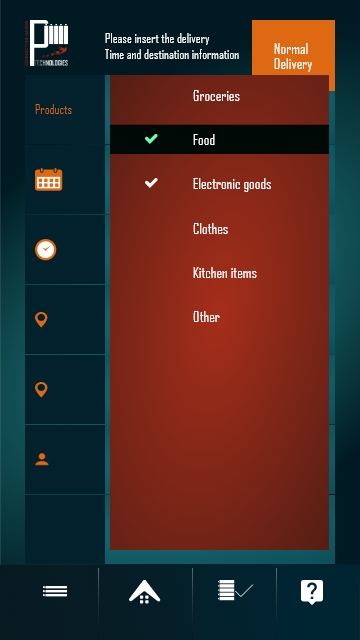 TECHNOLOGIES
Please insert the delivery
Time and destination information
Normal
Delivery
Products
Groceries
Food
Electronic goods
Clothes
Kitchen items
Other